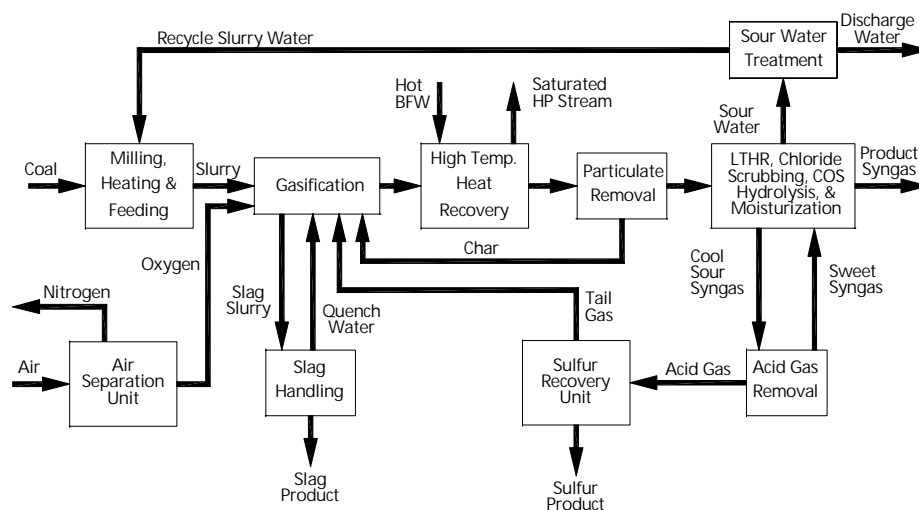 Recycle Slurry Water
Sour Water
Treatment
Discharge
Water
Hot
BFW
Saturated
HP Stream
Sour
Water
Coal
Milling,
Heating &
Feeding
Slurry
Gasification
High Temp.
Heat
Recovery
Particulate
Removal
LTHR, Chloride
Scrubbing, COS
Hydrolysis, &
Moisturization
Product
Syngas
Oxygen
Char
Nitrogen
Slag
Slurry
Quench
Water
Tail
Gas
Cool
Sour
Syngas
Sweet
Syngas
Air
Air
Separation
Unit
Slag
Handling
Sulfur
Recovery
Unit
Acid Gas
Acid Gas
Removal
Slag
Product
Sulfur
Product